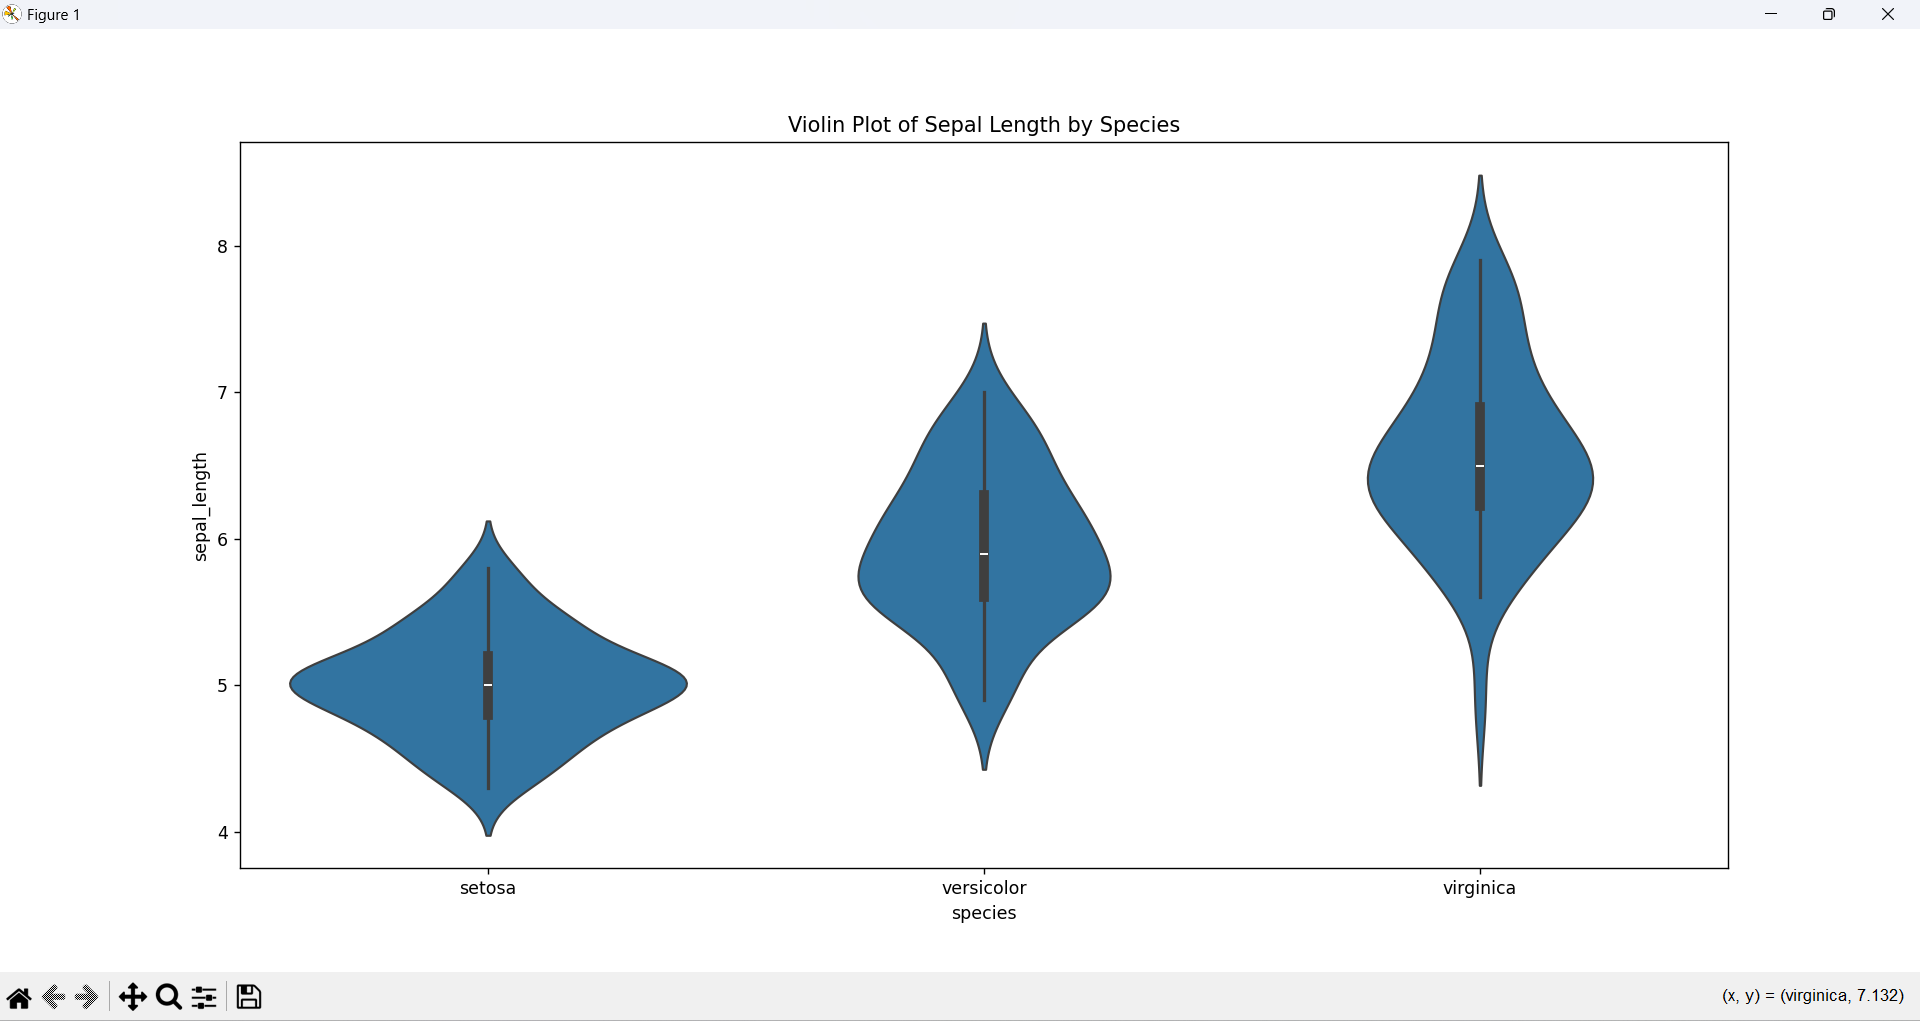 Figure 1
Violin Plot of Sepal Length by Species
8
7
6
5
4
sepal_length
setosa versicolor virginica
species
(x, y) = (virginica, 7.132)